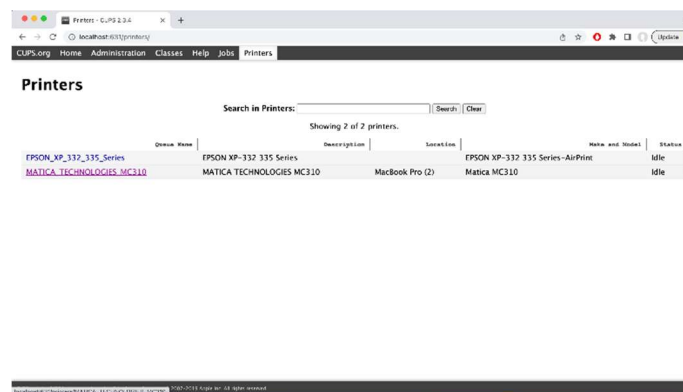 Printers - CUPS 2.3.4
localhost:631/printers/
Update
CUPS.org Home Administration Classes Help Jobs Printers
Printers
Search in Printers: Search Clear
Showing 2 of 2 printers.
Queue Name Description Location Make and Model Status
EPSON_XP_332_335_Series EPSON XP-332 335 Series EPSON XP-332 335 Series-AirPrint Idle
MATICA_TECHNOLOGIES_MC310 MATICA TECHNOLOGIES MC310 MacBook Pro (2) Matica MC310 Idle
Apple Inc. All rights reserved.